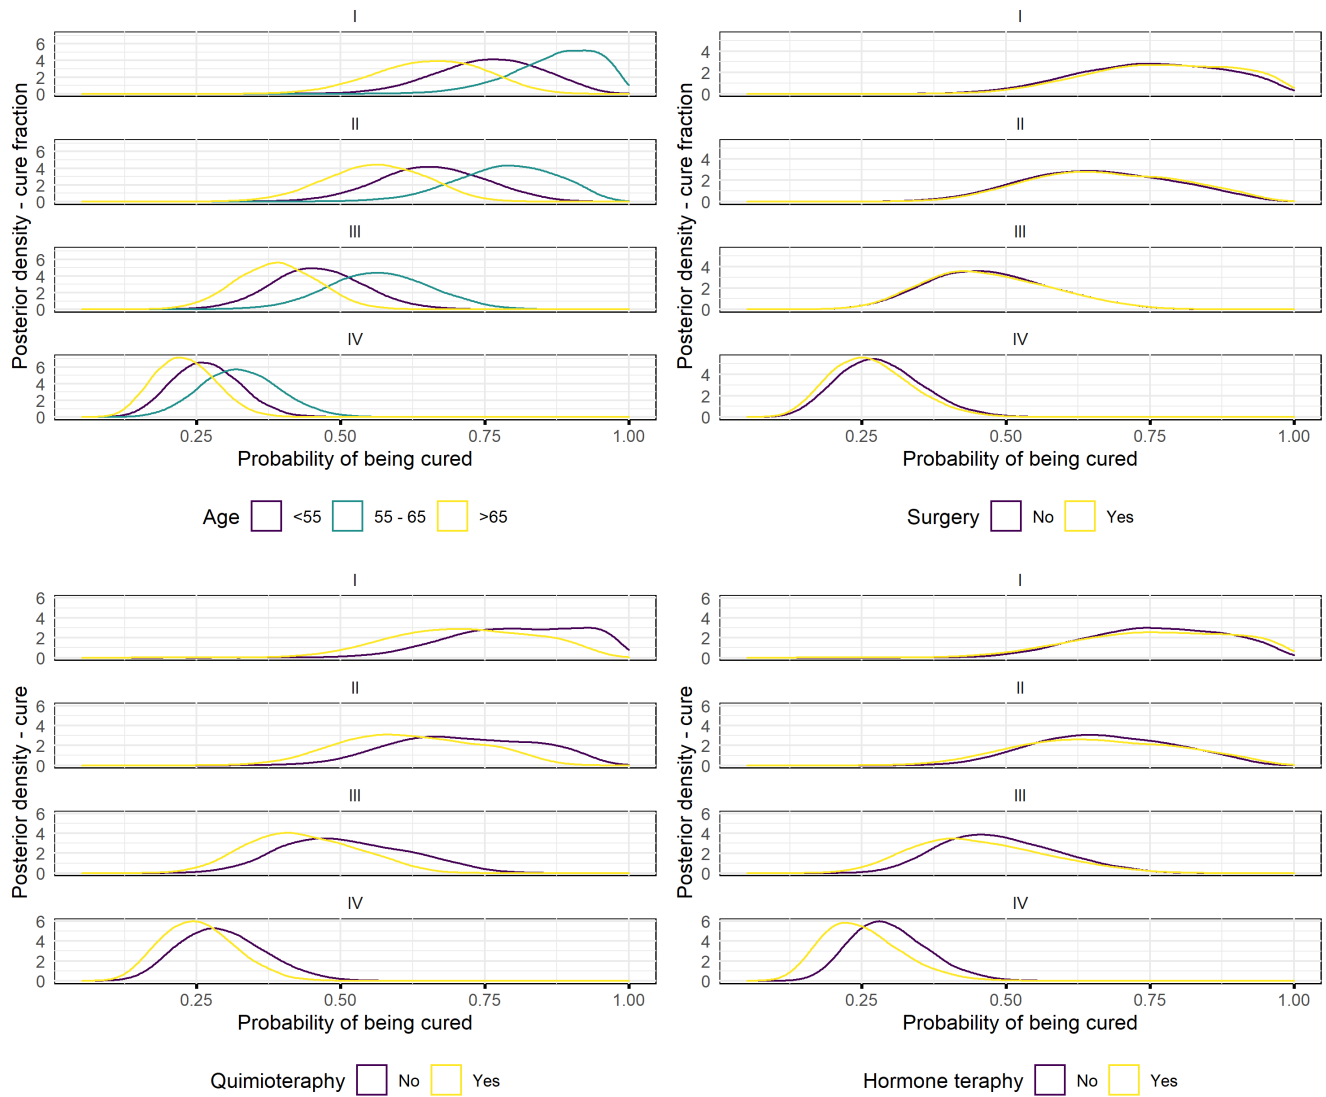 I
6
4
2
0
II
6
4
2
0
III
6
4
2
0
IV
6
4
2
0
0.25 0.50 0.75 1.00
Probability of being cured
Posterior density - cure fraction
Age <55 55 - 65 >65
I
4
2
0
II
4
2
0
III
4
2
0
IV
4
2
0
0.25 0.50 0.75 1.00
Probability of being cured
Posterior density - cure fraction
Surgery No Yes
I
6
4
2
0
II
6
4
2
0
III
6
4
2
0
IV
6
4
2
0
0.25 0.50 0.75 1.00
Probability of being cured
Posterior density - cure
Quimioteraphy No Yes
I
6
4
2
0
II
6
4
2
0
III
6
4
2
0
IV
6
4
2
0
0.25 0.50 0.75 1.00
Probability of being cured
Posterior density - cure
Hormone teraphy No Yes